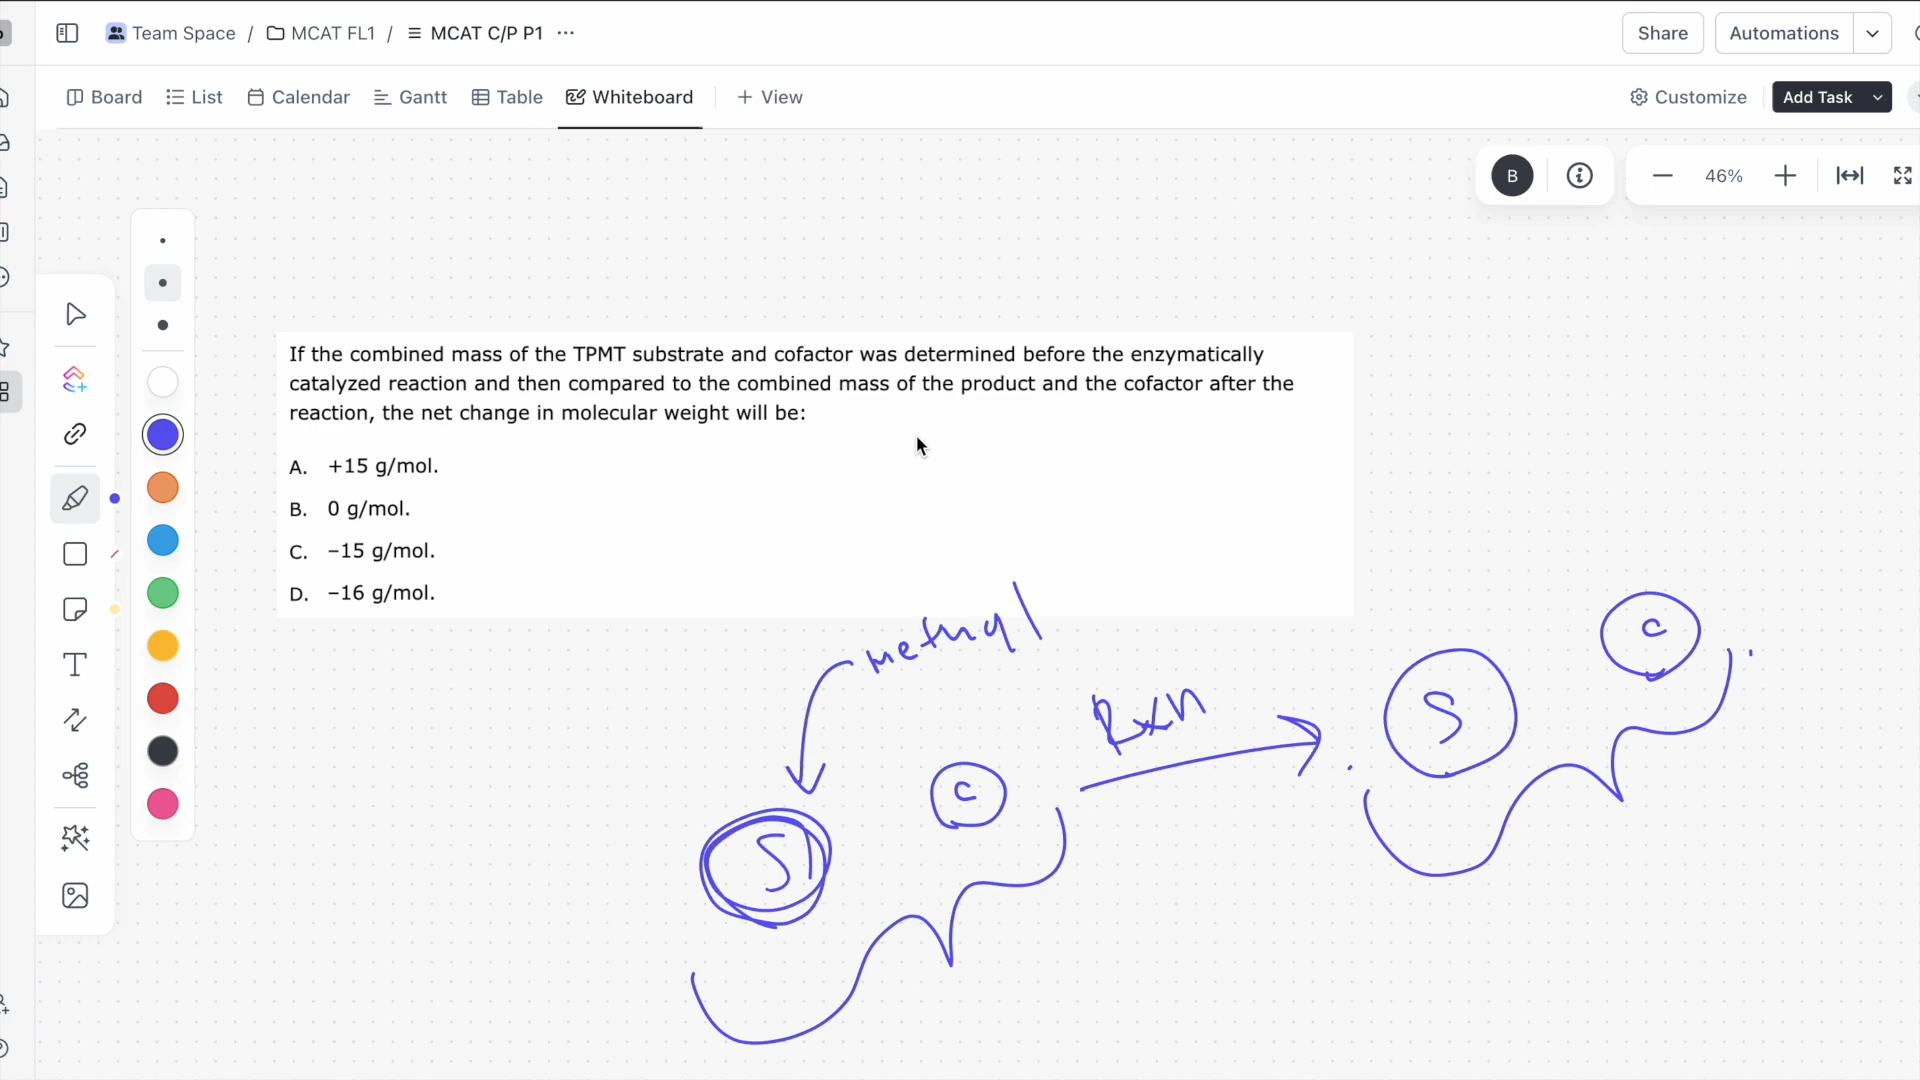 Team Space / MCAT FL1 / MCAT C/P P1 ...
Share
Automations
Board
List
Calendar
Gantt
Table
Whiteboard
+ View
Customize
Add Task
B
46%
If the combined mass of the TPMT substrate and cofactor was determined before the enzymatically
catalyzed reaction and then compared to the combined mass of the product and the cofactor after the
reaction, the net change in molecular weight will be:
A. +15 g/mol.
B. 0 g/mol.
C. −15 g/mol.
D. −16 g/mol.
methyl
Rxn
S
C
S
C